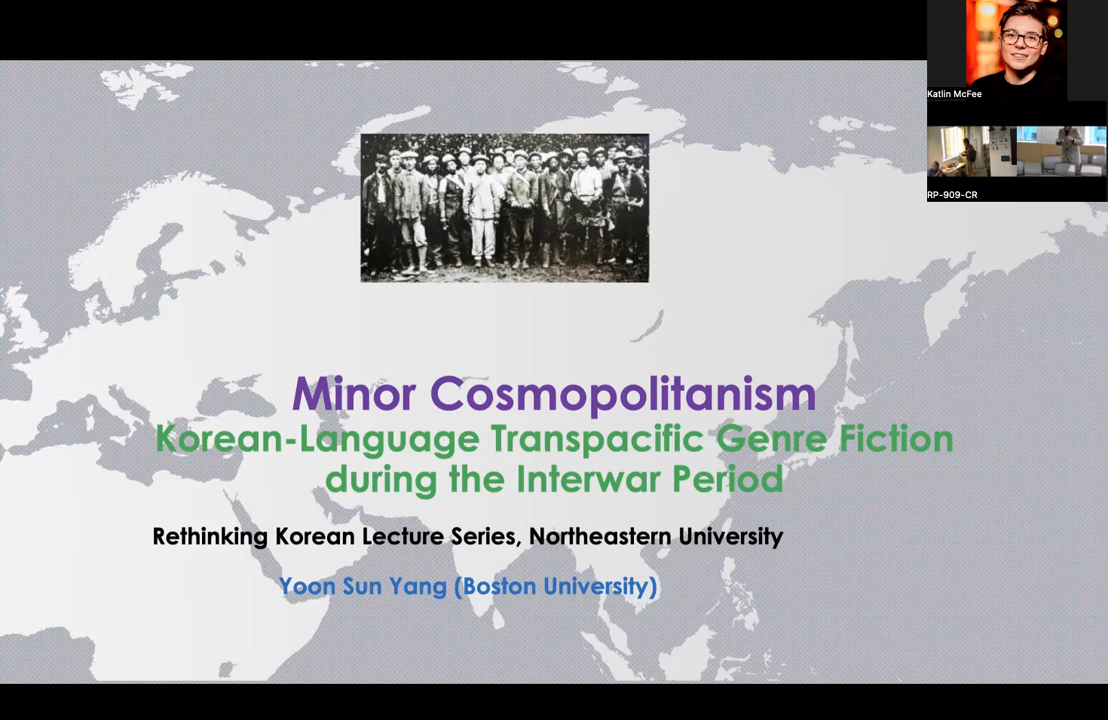 Katlin McFee
RP-909-CR
Minor Cosmopolitanism
Korean-Language Transpacific Genre Fiction
during the Interwar Period
Rethinking Korean Lecture Series, Northeastern University
Yoon Sun Yang (Boston University)